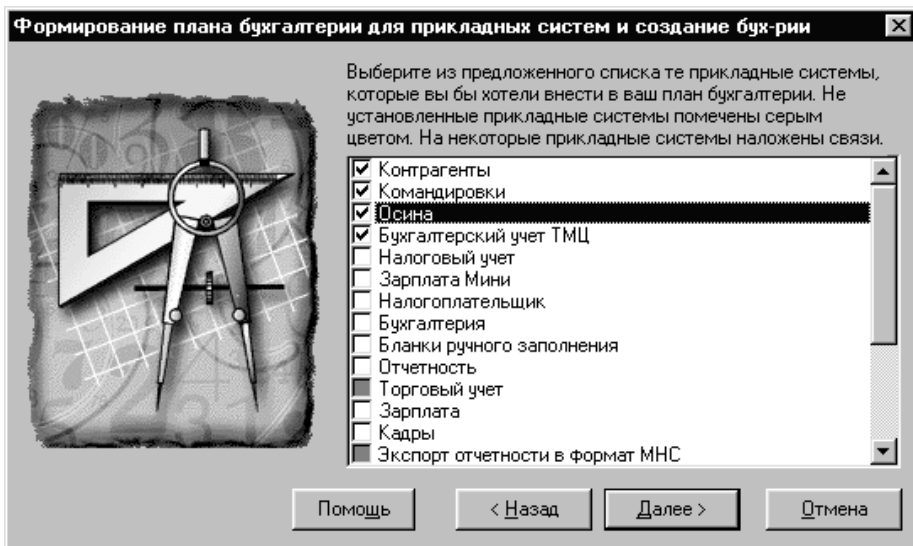 Формирование плана бухгалтерии для прикладных систем и создание бух-рии
Выберите из предложенного списка те прикладные системы,
которые вы бы хотели внести в ваш план бухгалтерии. Не
установленные прикладные системы помечены серым
цветом. На некоторые прикладные системы наложены связи.
Контрагенты
Командировки
Осина
Бухгалтерский учет ТМЦ
Налоговый учет
Зарплата Мини
Налогоплательщик
Бухгалтерия
Бланки ручного заполнения
Отчетность
Торговый учет
Зарплата
Кадры
Экспорт отчетности в формат МНС
Помощь
< Назад
Далее >
Отмена